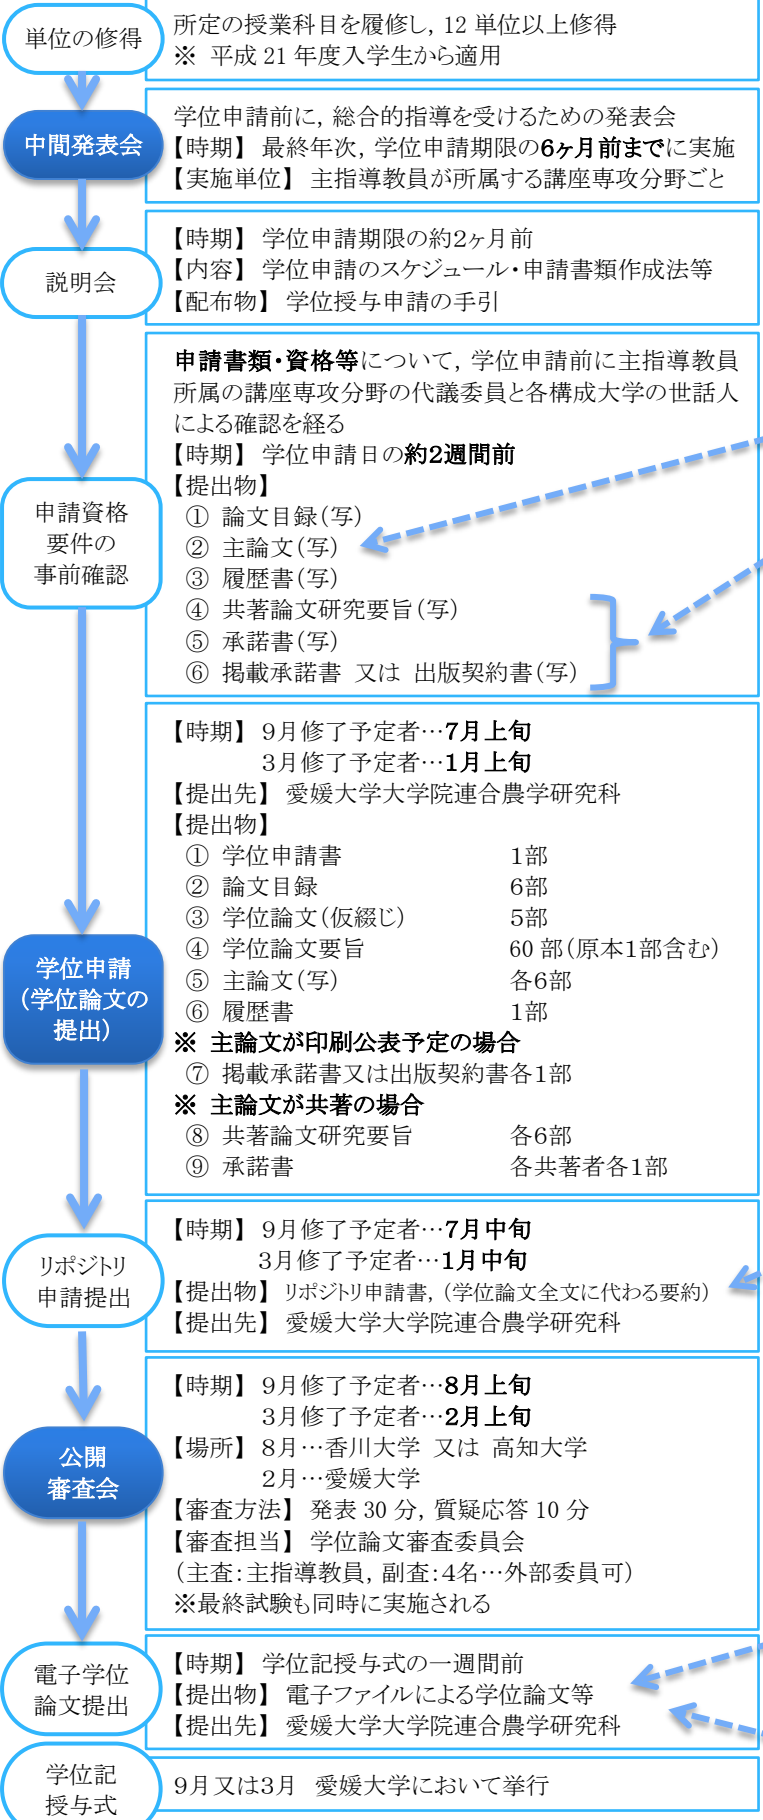 単位の修得
所定の授業科目を履修し, 12 単位以上修得
※ 平成 21 年度入学生から適用
中間発表会
学位申請前に, 総合的指導を受けるための発表会
【時期】 最終年次, 学位申請期限の6ヶ月前までに実施
【実施単位】 主指導教員が所属する講座専攻分野ごと
説明会
【時期】 学位申請期限の約2ヶ月前
【内容】 学位申請のスケジュール・申請書類作成法等
【配布物】 学位授与申請の手引
申請資格
要件の
事前確認
申請書類・資格等について, 学位申請前に主指導教員
所属の講座専攻分野の代議委員と各構成大学の世話人
による確認を経る
【時期】 学位申請日の約2週間前
【提出物】
① 論文目録(写)
② 主論文(写)
③ 履歴書(写)
④ 共著論文研究要旨(写)
⑤ 承諾書(写)
⑥ 掲載承諾書 又は 出版契約書(写)
学位申請
(学位論文の
提出)
【時期】 9月修了予定者…7月上旬
3月修了予定者…1月上旬
【提出先】 愛媛大学大学院連合農学研究科
【提出物】
① 学位申請書 1部
② 論文目録 6部
③ 学位論文(仮綴じ) 5部
④ 学位論文要旨 60 部(原本1部含む)
⑤ 主論文(写) 各6部
⑥ 履歴書 1部
※ 主論文が印刷公表予定の場合
⑦ 掲載承諾書又は出版契約書各1部
※ 主論文が共著の場合
⑧ 共著論文研究要旨 各6部
⑨ 承諾書 各共著者各1部
リポジトリ
申請提出
【時期】 9月修了予定者…7月中旬
3月修了予定者…1月中旬
【提出物】 リポジトリ申請書, (学位論文全文に代わる要約)
【提出先】 愛媛大学大学院連合農学研究科
公開
審査会
【時期】 9月修了予定者…8月上旬
3月修了予定者…2月上旬
【場所】 8月…香川大学 又は 高知大学
2月…愛媛大学
【審査方法】 発表 30 分, 質疑応答 10 分
【審査担当】 学位論文審査委員会
(主査:主指導教員, 副査:4名…外部委員可)
※最終試験も同時に実施される
電子学位
論文提出
【時期】 学位記授与式の一週間前
【提出物】 電子ファイルによる学位論文等
【提出先】 愛媛大学大学院連合農学研究科
学位記
授与式
9月又は3月 愛媛大学において挙行